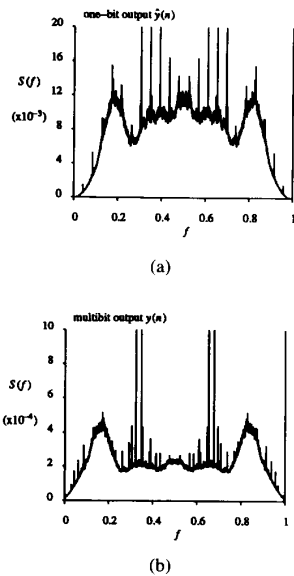 one-bit output ŷ(n)
20
16
S(f)
12
(x10⁻³)
8
4
0
0 0.2 0.4 0.6 0.8 1
f
(a)
multibit output y(n)
10
8
S(f)
6
(x10⁻⁴)
4
2
0
0 0.2 0.4 0.6 0.8 1
f
(b)